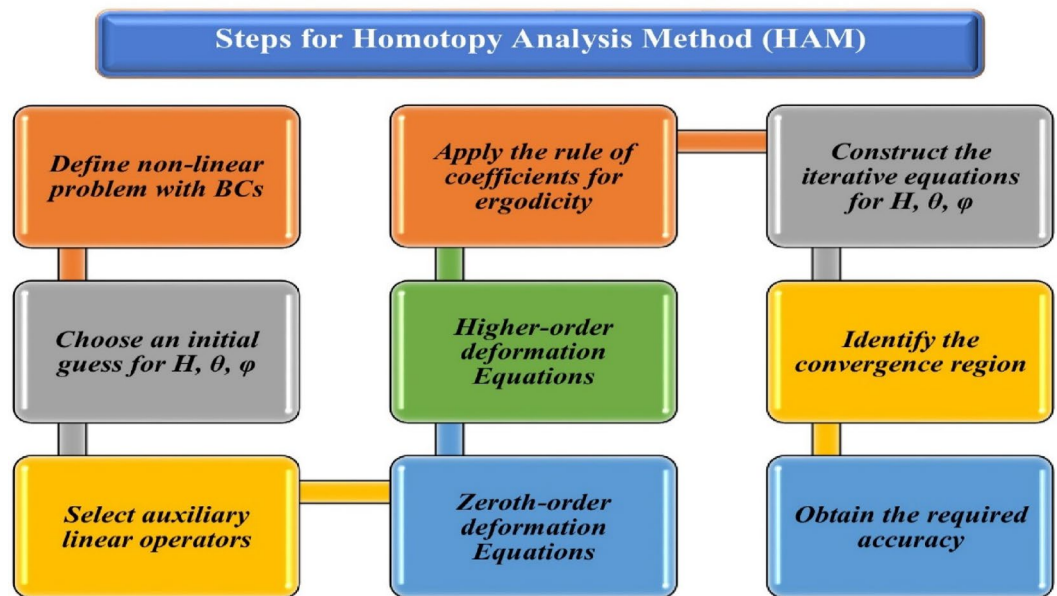 Steps for Homotopy Analysis Method (HAM)
Define non-linear
problem with BCs
Choose an initial
guess for H, θ, φ
Select auxiliary
linear operators
Zeroth-order
deformation
Equations
Higher-order
deformation
Equations
Apply the rule of
coefficients for
ergodicity
Construct the
iterative equations
for H, θ, φ
Identify the
convergence region
Obtain the required
accuracy